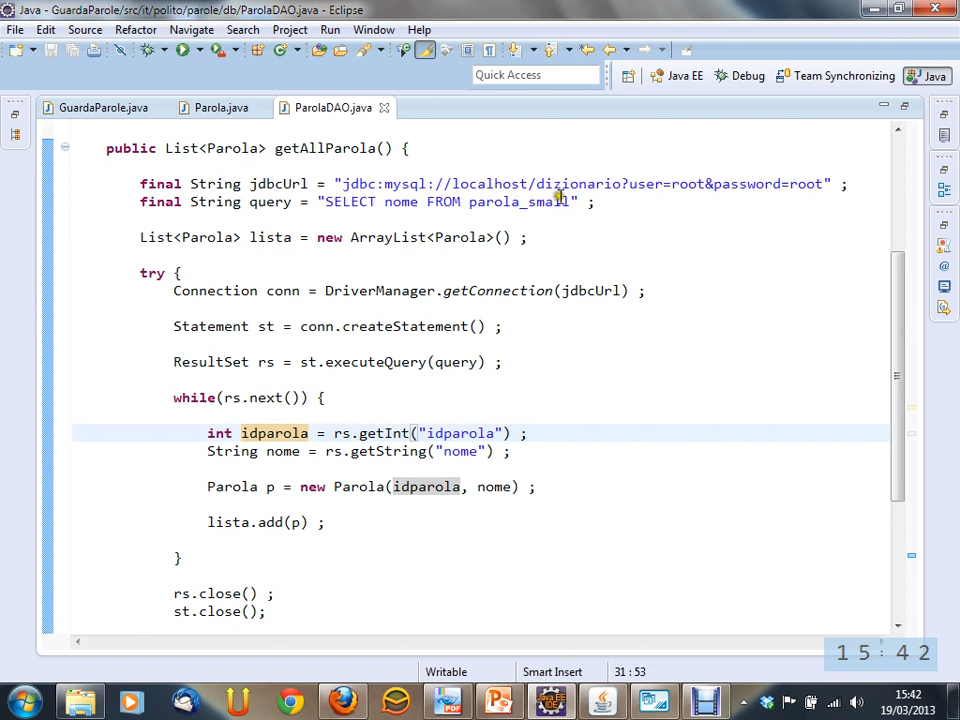 Java - GuardaParole/src/it/polito/parole/db/ParolaDAO.java - Eclipse
File Edit Source Refactor Navigate Search Project Run Window Help
Quick Access Java EE Debug Team Synchronizing Java
GuardaParole.java Parola.java ParolaDAO.java
public List<Parola> getAllParola() {
final String jdbcUrl = "jdbc:mysql://localhost/dizionario?user=root&password=root" ;
final String query = "SELECT nome FROM parola_small" ;
List<Parola> lista = new ArrayList<Parola>() ;
try {
Connection conn = DriverManager.getConnection(jdbcUrl) ;
Statement st = conn.createStatement() ;
ResultSet rs = st.executeQuery(query) ;
while(rs.next()) {
int idparola = rs.getInt("idparola") ;
String nome = rs.getString("nome") ;
Parola p = new Parola(idparola, nome) ;
lista.add(p) ;
}
rs.close() ;
st.close();
15:42
Writable Smart Insert 31 : 53
15:42
19/03/2013